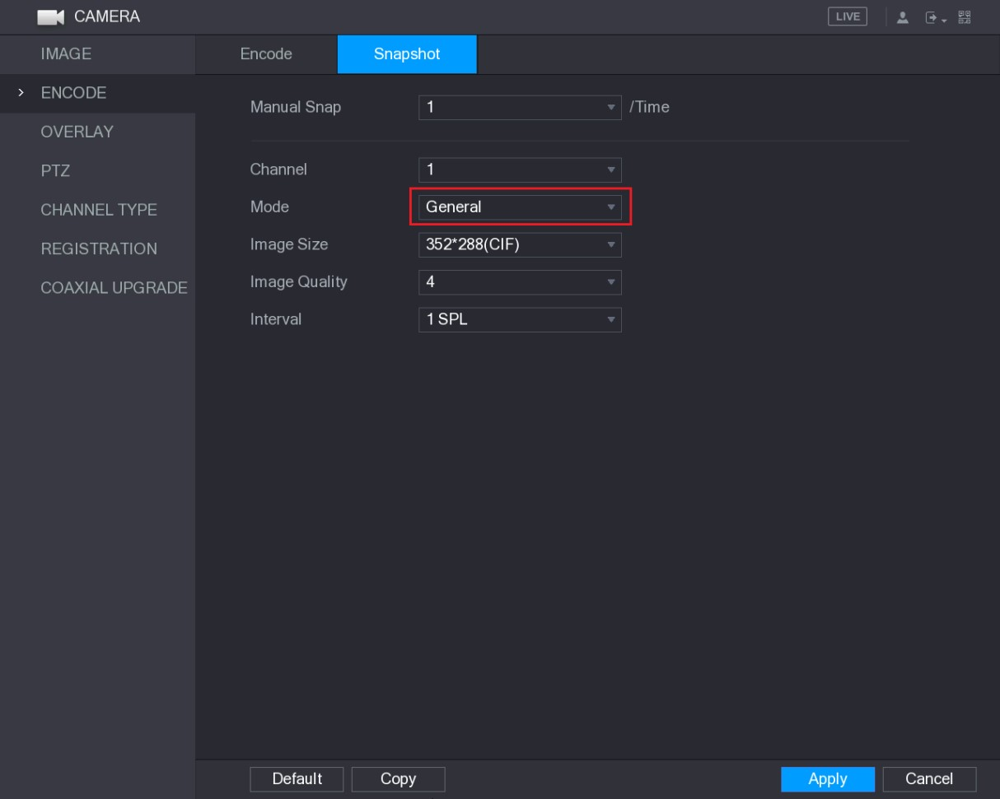 CAMERA
LIVE
IMAGE
ENCODE
OVERLAY
PTZ
CHANNEL TYPE
REGISTRATION
COAXIAL UPGRADE
Encode Snapshot
Manual Snap 1 /Time
Channel 1
Mode General
Image Size 352*288(CIF)
Image Quality 4
Interval 1 SPL
Default Copy Apply Cancel